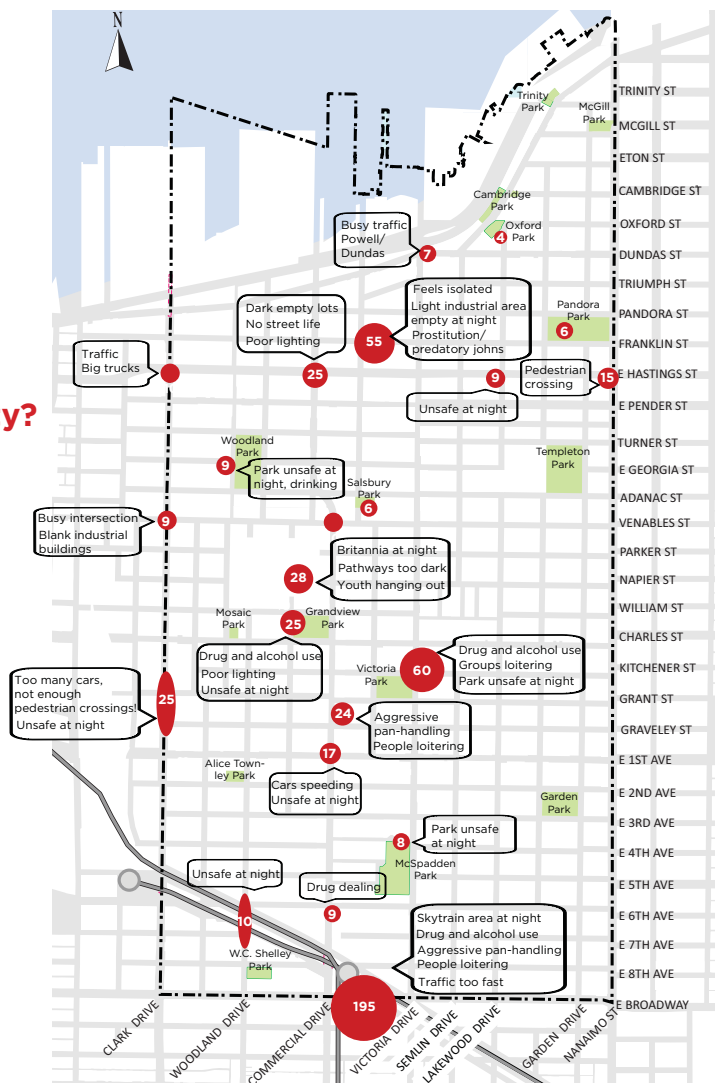 N
Trinity
Park
McGill
Park
TRINITY ST
MCGILL ST
ETON ST
CAMBRIDGE ST
Cambridge
Park
OXFORD ST
Oxford
Park
4
Busy traffic
Powell/
Dundas
7
DUNDAS ST
TRIUMPH ST
Feels isolated
Light industrial area
empty at night
Prostitution/
predatory johns
55
Dark empty lots
No street life
Poor lighting
25
Pandora
Park
6
PANDORA ST
FRANKLIN ST
Traffic
Big trucks
9
Unsafe at night
Pedestrian
crossing
15
E HASTINGS ST
E PENDER ST
y?
Woodland
Park
9
Park unsafe at
night, drinking
Salsbury
Park
6
Templeton
Park
TURNER ST
E GEORGIA ST
ADANAC ST
VENABLES ST
Busy intersection
Blank industrial
buildings
9
Britannia at night
Pathways too dark
Youth hanging out
28
PARKER ST
NAPIER ST
WILLIAM ST
Mosaic
Park
25
Grandview
Park
CHARLES ST
Drug and alcohol use
Poor lighting
Unsafe at night
Victoria
Park
60
Drug and alcohol use
Groups loitering
Park unsafe at night
KITCHENER ST
Too many cars,
not enough
pedestrian crossings!
Unsafe at night
25
GRANT ST
24
Aggressive
pan-handling
People loitering
GRAVELEY ST
17
Cars speeding
Unsafe at night
E 1ST AVE
Alice Town-
ley Park
E 2ND AVE
Garden
Park
E 3RD AVE
8
Park unsafe
at night
McSpadden
Park
E 4TH AVE
Unsafe at night
10
Drug dealing
9
E 5TH AVE
E 6TH AVE
Skytrain area at night
Drug and alcohol use
Aggressive pan-handling
People loitering
Traffic too fast
E 7TH AVE
W.C. Shelley
Park
E 8TH AVE
195
E BROADWAY
CLARK DRIVE
WOODLAND DRIVE
COMMERCIAL DRIVE
VICTORIA DRIVE
SEMLIN DRIVE
LAKEWOOD DRIVE
GARDEN DRIVE
NANAIMO ST